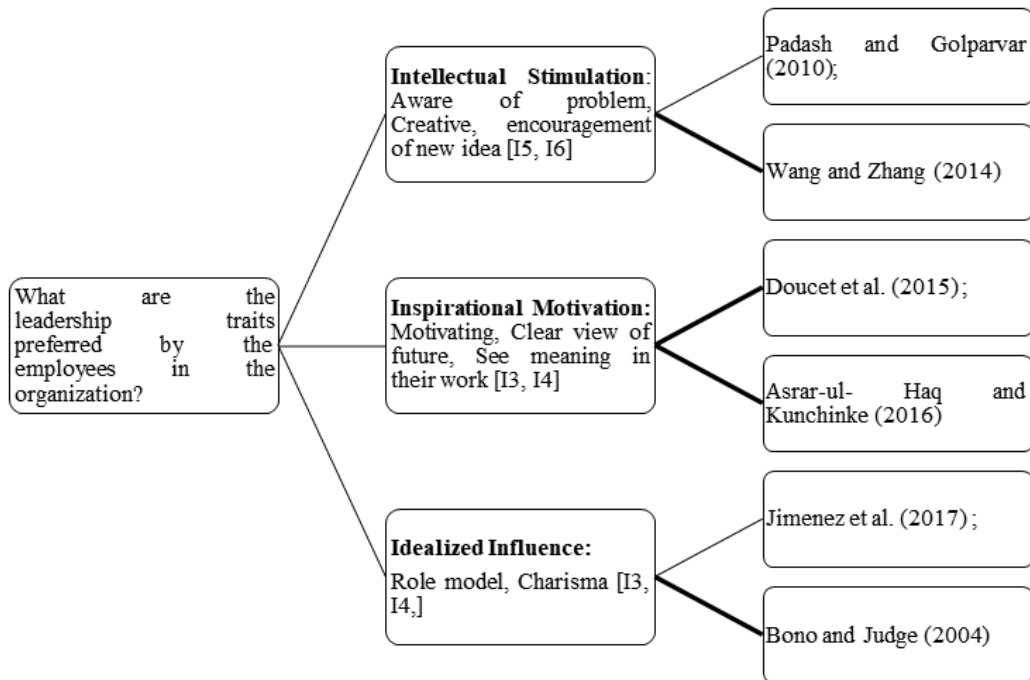 What are the
leadership traits
preferred by the
employees in the
organization?
Intellectual Stimulation:
Aware of problem,
Creative, encouragement
of new idea [I5, I6]
Inspirational Motivation:
Motivating, Clear view of
future, See meaning in
their work [I3, I4]
Idealized Influence:
Role model, Charisma [I3,
I4,]
Padash and Golparvar
(2010);
Wang and Zhang (2014)
Doucet et al. (2015) ;
Asrar-ul- Haq and
Kunchinke (2016)
Jimenez et al. (2017) ;
Bono and Judge (2004)